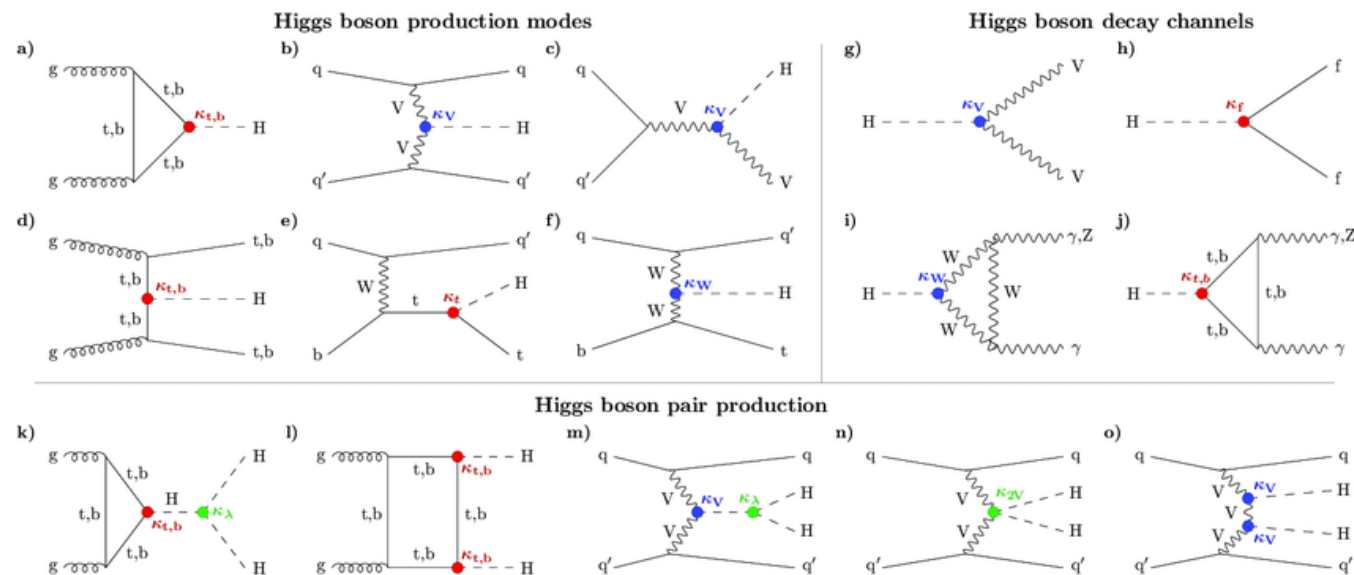 Higgs boson production modes
Higgs boson decay channels
a)
g
t,b
t,b
κt,b
H
t,b
g
b)
q
q
V
κV
H
V
q′
q′
c)
q
H
V
κV
q′
V
g)
V
κV
H
V
h)
f
κf
H
f
d)
g
t,b
t,b
κt,b
H
t,b
g
t,b
e)
q
q′
H
W
t
κt
b
t
f)
q
q′
W
κW
H
W
b
t
i)
γ,Z
W
κW
H
W
W
γ
j)
γ,Z
t,b
κt,b
H
t,b
t,b
γ
Higgs boson pair production
k)
g
H
t,b
t,b
H
κλ
κt,b
t,b
g
H
l)
g
H
t,b
κt,b
t,b
t,b
κt,b
g
H
m)
q
q
V
κV
κλ
H
V
H
q′
q′
n)
q
q
V
κ2V
H
V
H
q′
q′
o)
q
q
V
κV
H
V
V
κV
H
q′
q′